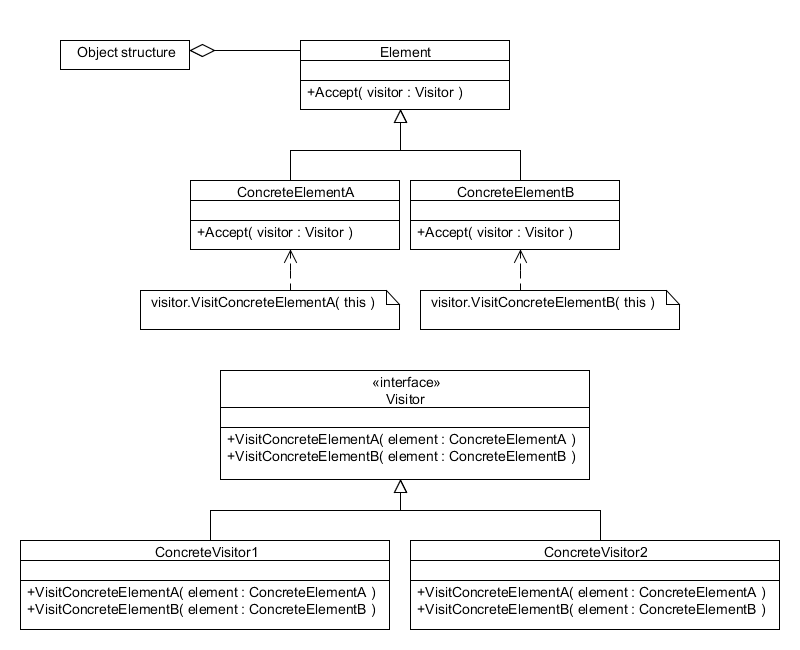 Object structure
Element
+Accept( visitor : Visitor )
ConcreteElementA
+Accept( visitor : Visitor )
ConcreteElementB
+Accept( visitor : Visitor )
visitor.VisitConcreteElementA( this )
visitor.VisitConcreteElementB( this )
«interface»
Visitor
+VisitConcreteElementA( element : ConcreteElementA )
+VisitConcreteElementB( element : ConcreteElementB )
ConcreteVisitor1
+VisitConcreteElementA( element : ConcreteElementA )
+VisitConcreteElementB( element : ConcreteElementB )
ConcreteVisitor2
+VisitConcreteElementA( element : ConcreteElementA )
+VisitConcreteElementB( element : ConcreteElementB )